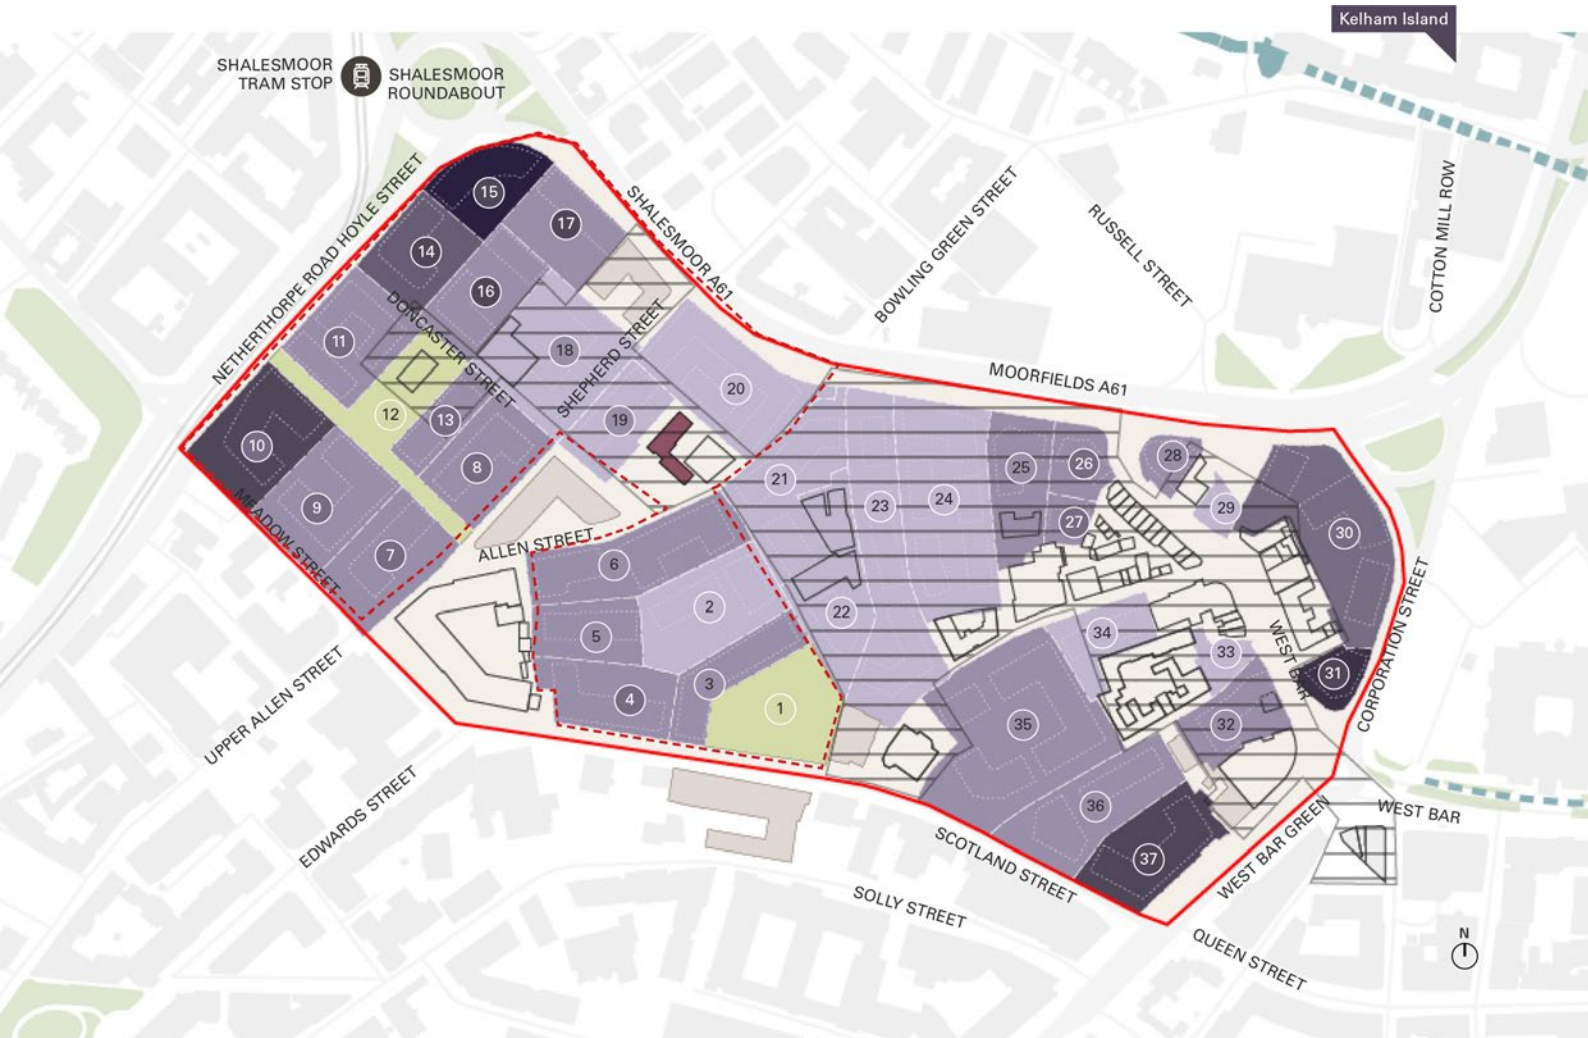 Kelham Island
SHALESMOOR
TRAM STOP
SHALESMOOR
ROUNDABOUT
NETHERTHORPE ROAD HOYLE STREET
SHALESMOOR A61
BOWLING GREEN STREET
RUSSELL STREET
COTTON MILL ROW
15
17
14
16
DONCASTER STREET
11
18
SHEPHERD STREET
MOORFIELDS A61
20
12
13
19
10
8
21
25
26
28
23
24
9
MEADOW STREET
29
27
30
7
ALLEN STREET
6
2
22
5
34
33
WEST BAR
CORPORATION STREET
31
3
4
1
35
32
UPPER ALLEN STREET
EDWARDS STREET
36
WEST BAR
WEST BAR GREEN
37
SCOTLAND STREET
SOLLY STREET
QUEEN STREET
N